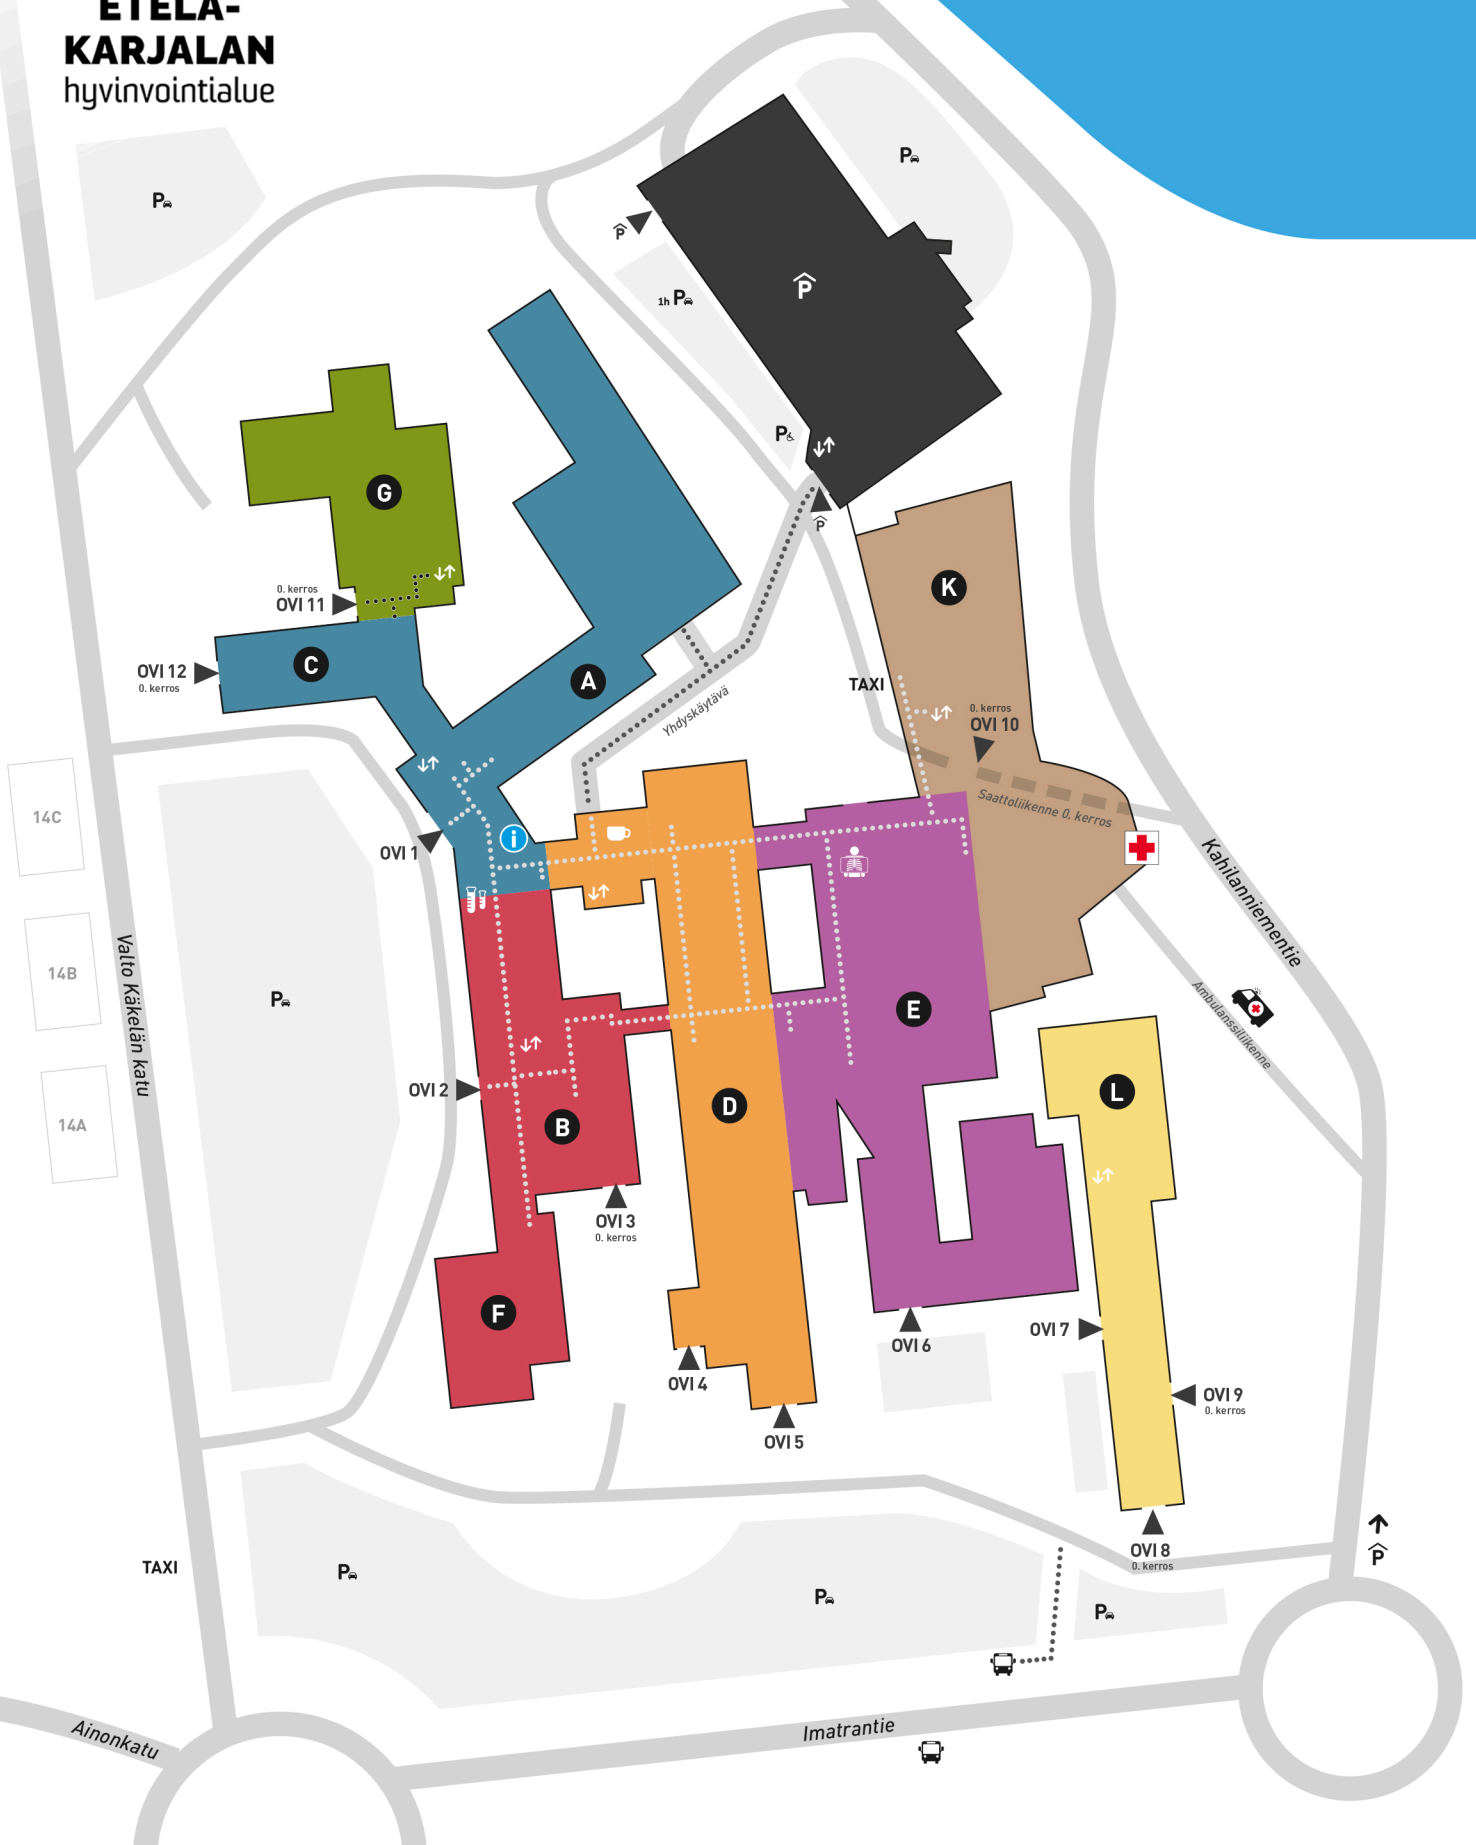 ETELÄ-
KARJALAN
hyvinvointialue
P
P
P
1h P
P
P
P
G
K
0. kerros
OVI 11
C
OVI 12
0. kerros
A
TAXI
0. kerros
OVI 10
Yhdyskäytävä
Saattoliikenne 0. kerros
14C
OVI 1
i
Kahilanniementie
14B
Valto Käkelän katu
P
E
Ambulanssiliikenne
14A
OVI 2
B
D
L
OVI 3
0. kerros
F
OVI 6
OVI 7
OVI 4
OVI 9
0. kerros
OVI 5
OVI 8
0. kerros
P
TAXI
P
P
P
Ainonkatu
Imatrantie